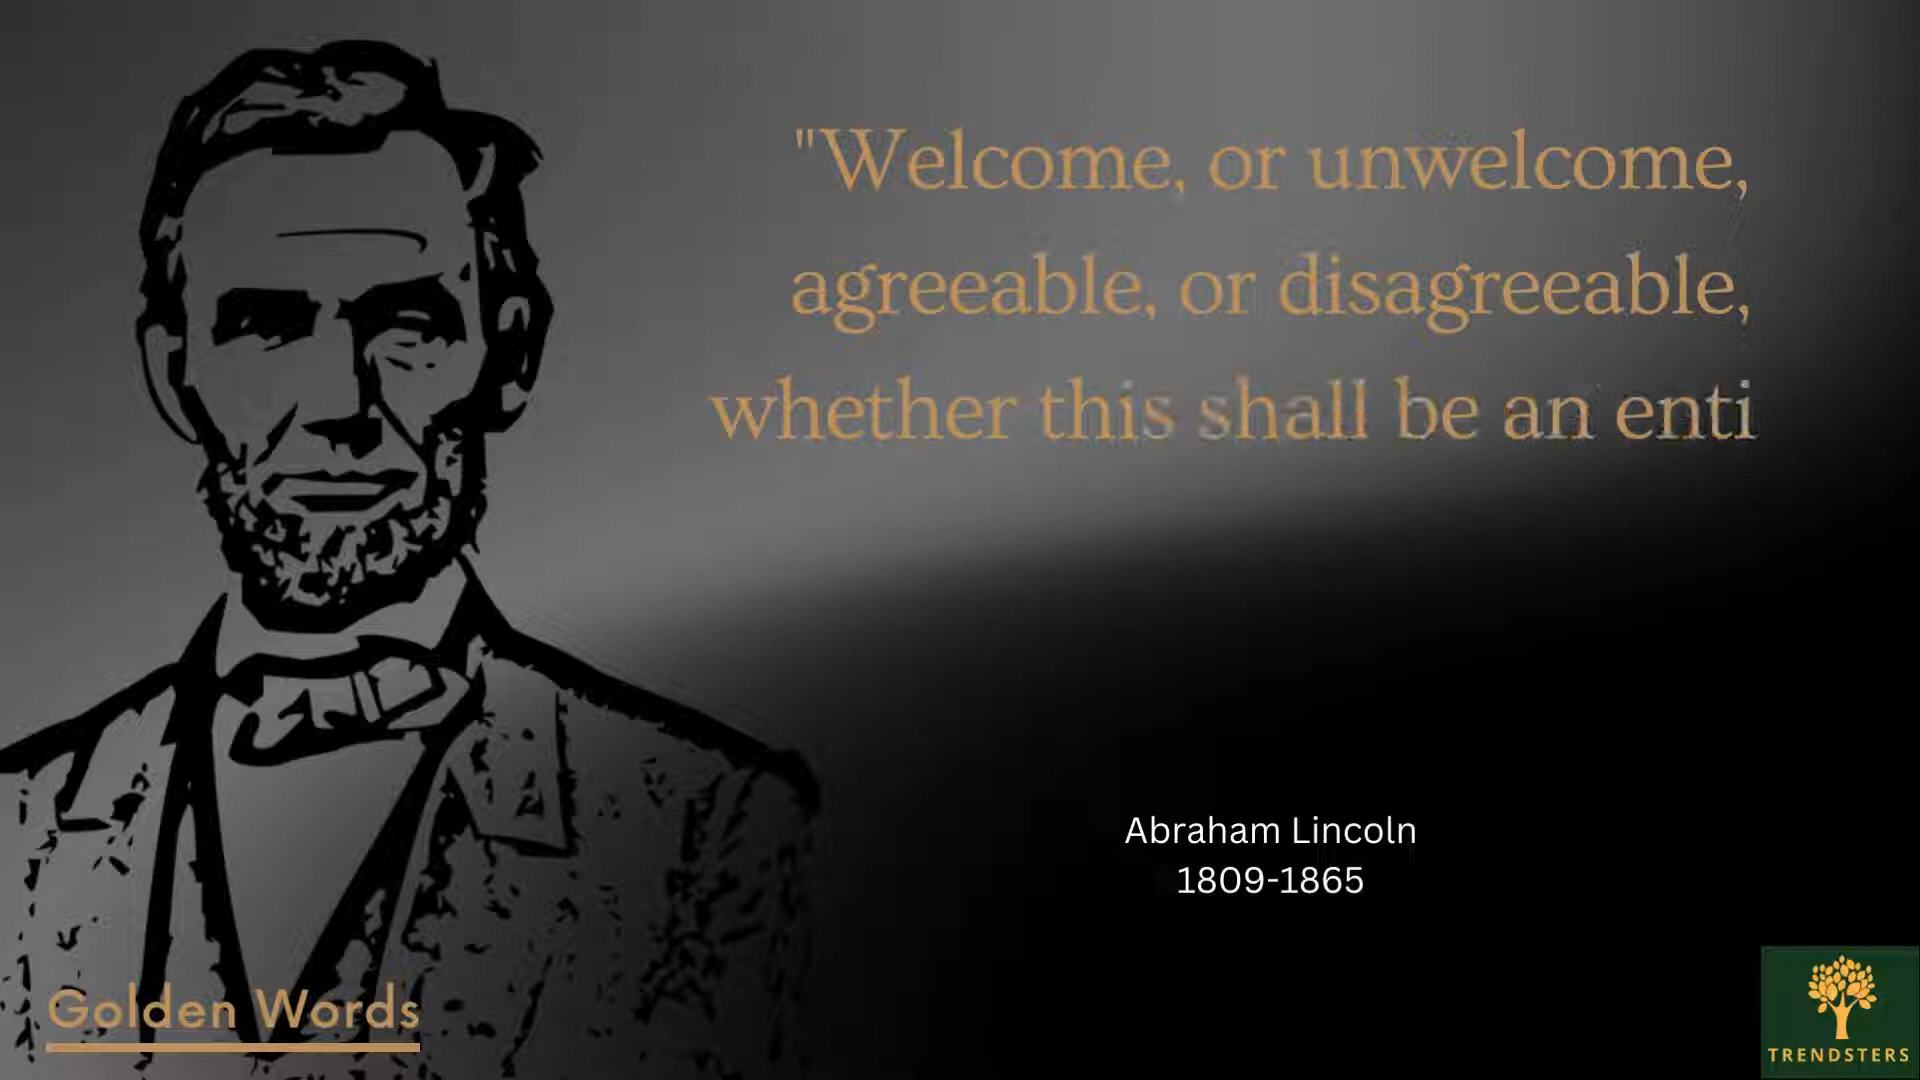 "Welcome, or unwelcome,
agreeable, or disagreeable,
whether this shall be an enti
Abraham Lincoln
1809-1865
Golden Words
TRENDSTERS